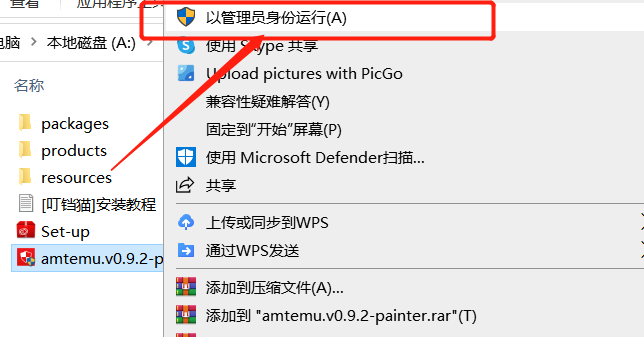 查看
应用程序工具
电脑 › 本地磁盘 (A:) ›
名称
packages
products
resources
[叮铛猫]安装教程
Set-up
amtemu.v0.9.2-p
以管理员身份运行(A)
使用 Skype 共享
Upload pictures with PicGo
兼容性疑难解答(Y)
固定到"开始"屏幕(P)
使用 Microsoft Defender扫描...
共享
上传或同步到WPS
通过WPS发送
添加到压缩文件(A)...
添加到 "amtemu.v0.9.2-painter.rar"(T)